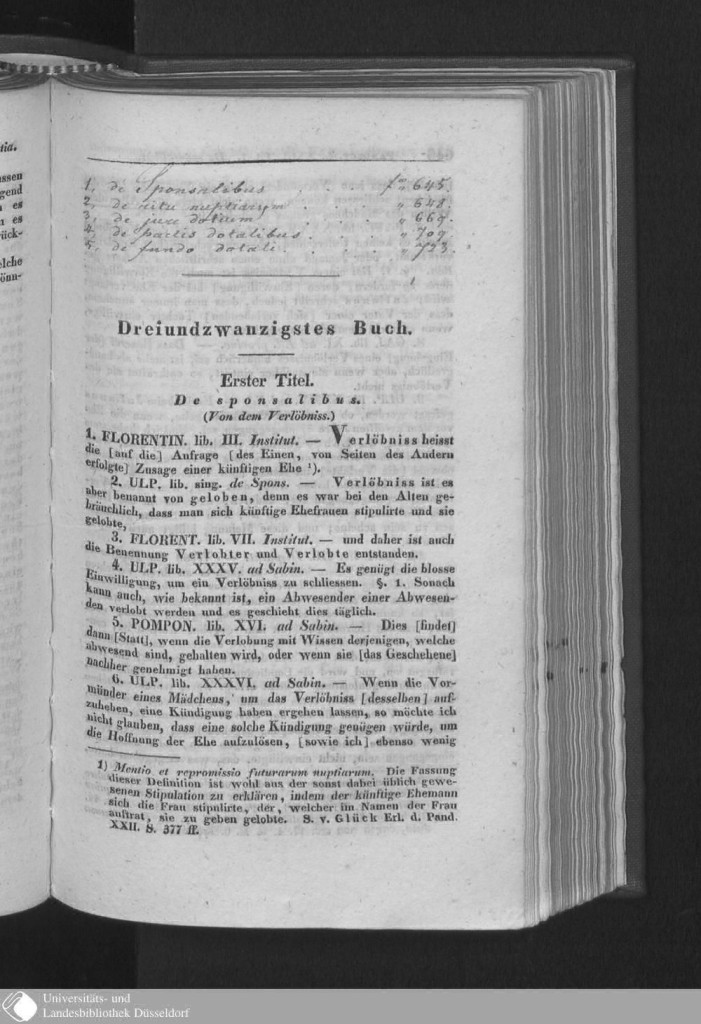 tia.
ssen
gend
es
es
ück-
elche
önn-
1, de Sponsalibus . . fo 645.
2, de ritu nuptiarum . . „ 648.
3, de jure dotium . . . „ 669.
4, de pactis dotalibus . . „ 709.
5, de fundo dotali . . . „ 723.
Dreiundzwanzigstes Buch.
Erster Titel.
De sponsalibus.
(Von dem Verlöbniss.)
1. FLORENTIN. lib. III. Institut. — Verlöbniss heisst
die [auf die] Anfrage [des Einen, von Seiten des Andern
erfolgte] Zusage einer künftigen Ehe ¹).
2. ULP. lib. sing. de Spons. — Verlöbniss ist es
aber benannt von geloben, denn es war bei den Alten ge-
bräuchlich, dass man sich künftige Ehefrauen stipulirte und sie
gelobte,
3. FLORENT. lib. VII. Institut. — und daher ist auch
die Benennung Verlobter und Verlobte entstanden.
4. ULP. lib. XXXV. ad Sabin. — Es genügt die blosse
Einwilligung, um ein Verlöbniss zu schliessen. §. 1. Sonach
kann auch, wie bekannt ist, ein Abwesender einer Abwesen-
den verlobt werden und es geschieht dies täglich.
5. POMPON. lib. XVI. ad Sabin. — Dies [findet]
dann [Statt], wenn die Verlobung mit Wissen derjenigen, welche
abwesend sind, gehalten wird, oder wenn sie [das Geschehene]
nachher genehmigt haben.
6. ULP. lib. XXXVI. ad Sabin. — Wenn die Vor-
münder eines Mädchens, um das Verlöbniss [desselben] auf-
zuheben, eine Kündigung haben ergehen lassen, so möchte ich
nicht glauben, dass eine solche Kündigung genügen würde, um
die Hoffnung der Ehe aufzulösen, [sowie ich] ebenso wenig
1) Mentio et repromissio futurarum nuptiarum. Die Fassung
dieser Definition ist wohl aus der sonst dabei üblich gewe-
senen Stipulation zu erklären, indem der künftige Ehemann
sich die Frau stipulirte, der, welcher im Namen der Frau
auftrat, sie zu geben gelobte. S. v. Glück Erl. d. Pand.
XXII. S. 377 ff.
Universitäts- und
Landesbibliothek Düsseldorf